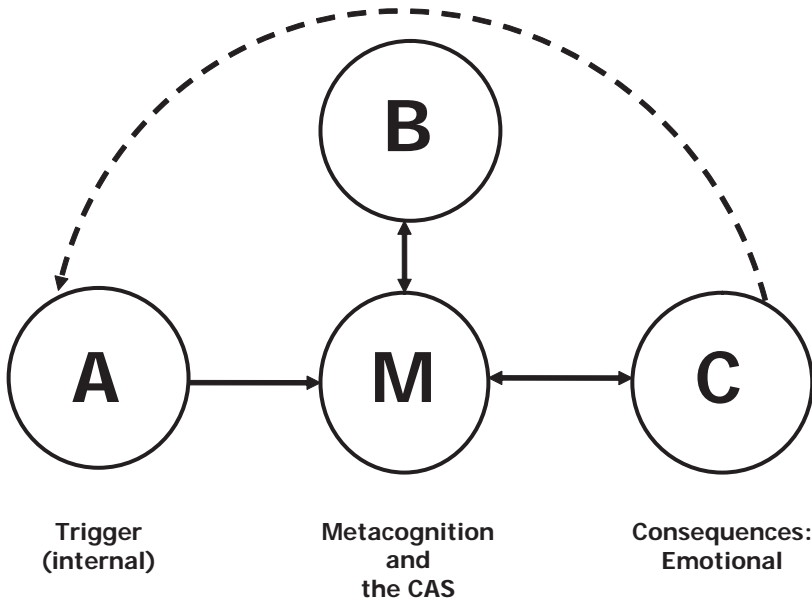 B
A
M
C
Trigger
(internal)
Metacognition
and
the CAS
Consequences:
Emotional